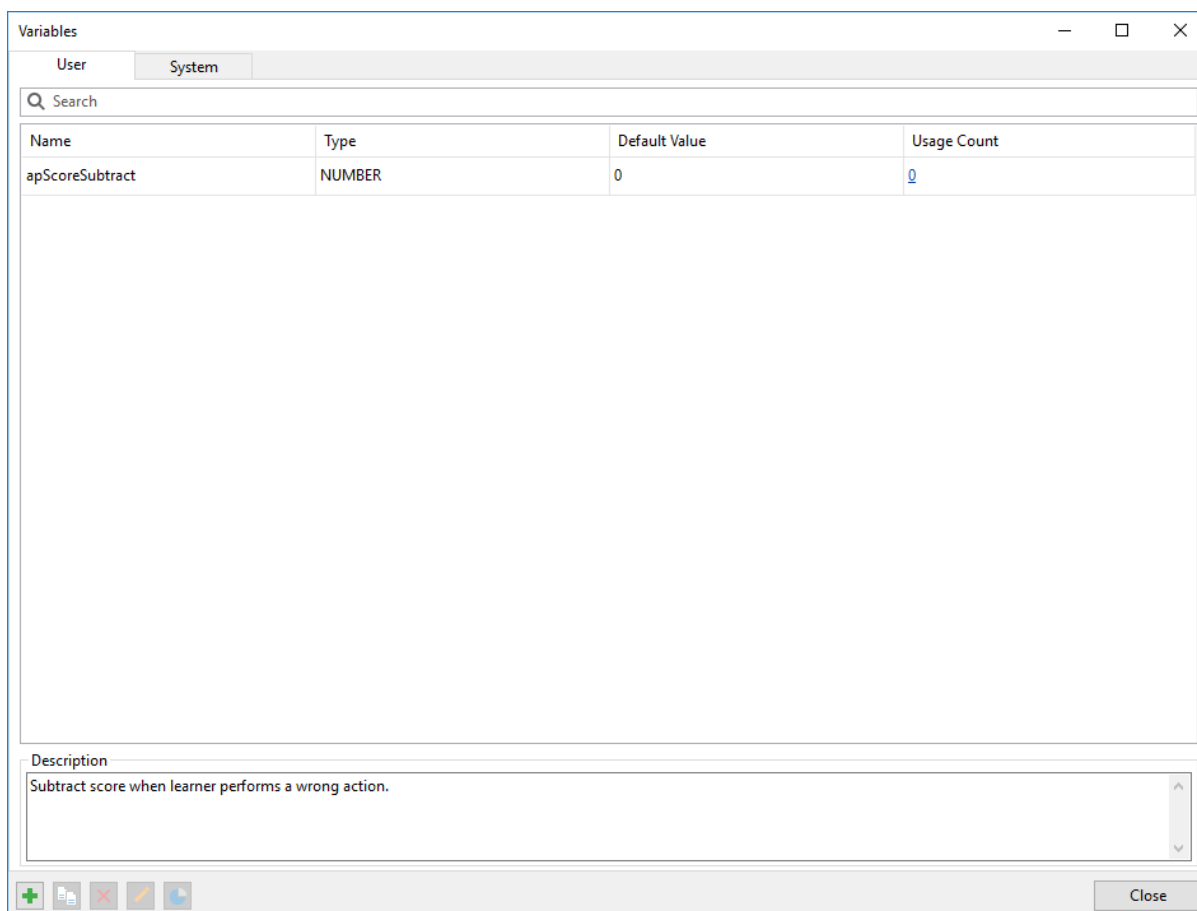 Variables
User System
Search
Name Type Default Value Usage Count
apScoreSubtract NUMBER 0 0
Description
Subtract score when learner performs a wrong action.
Close